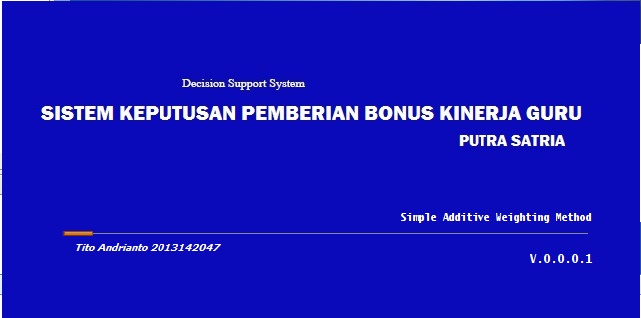 Decision Support System
SISTEM KEPUTUSAN PEMBERIAN BONUS KINERJA GURU
PUTRA SATRIA
Simple Additive Weighting Method
Tito Andrianto 2013142047
V.0.0.0.1